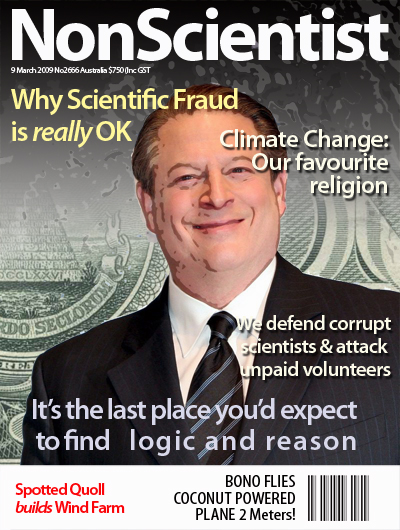 NonScientist
9 March 2009 No2666 Australia $750 (Inc GST
Why Scientific Fraud
is really OK
Climate Change:
Our favourite
religion
RDO SECLORUM
We defend corrupt
scientists & attack
unpaid volunteers
It's the last place you'd expect
to find logic and reason
Spotted Quoll
builds Wind Farm
BONO FLIES
COCONUT POWERED
PLANE 2 Meters!